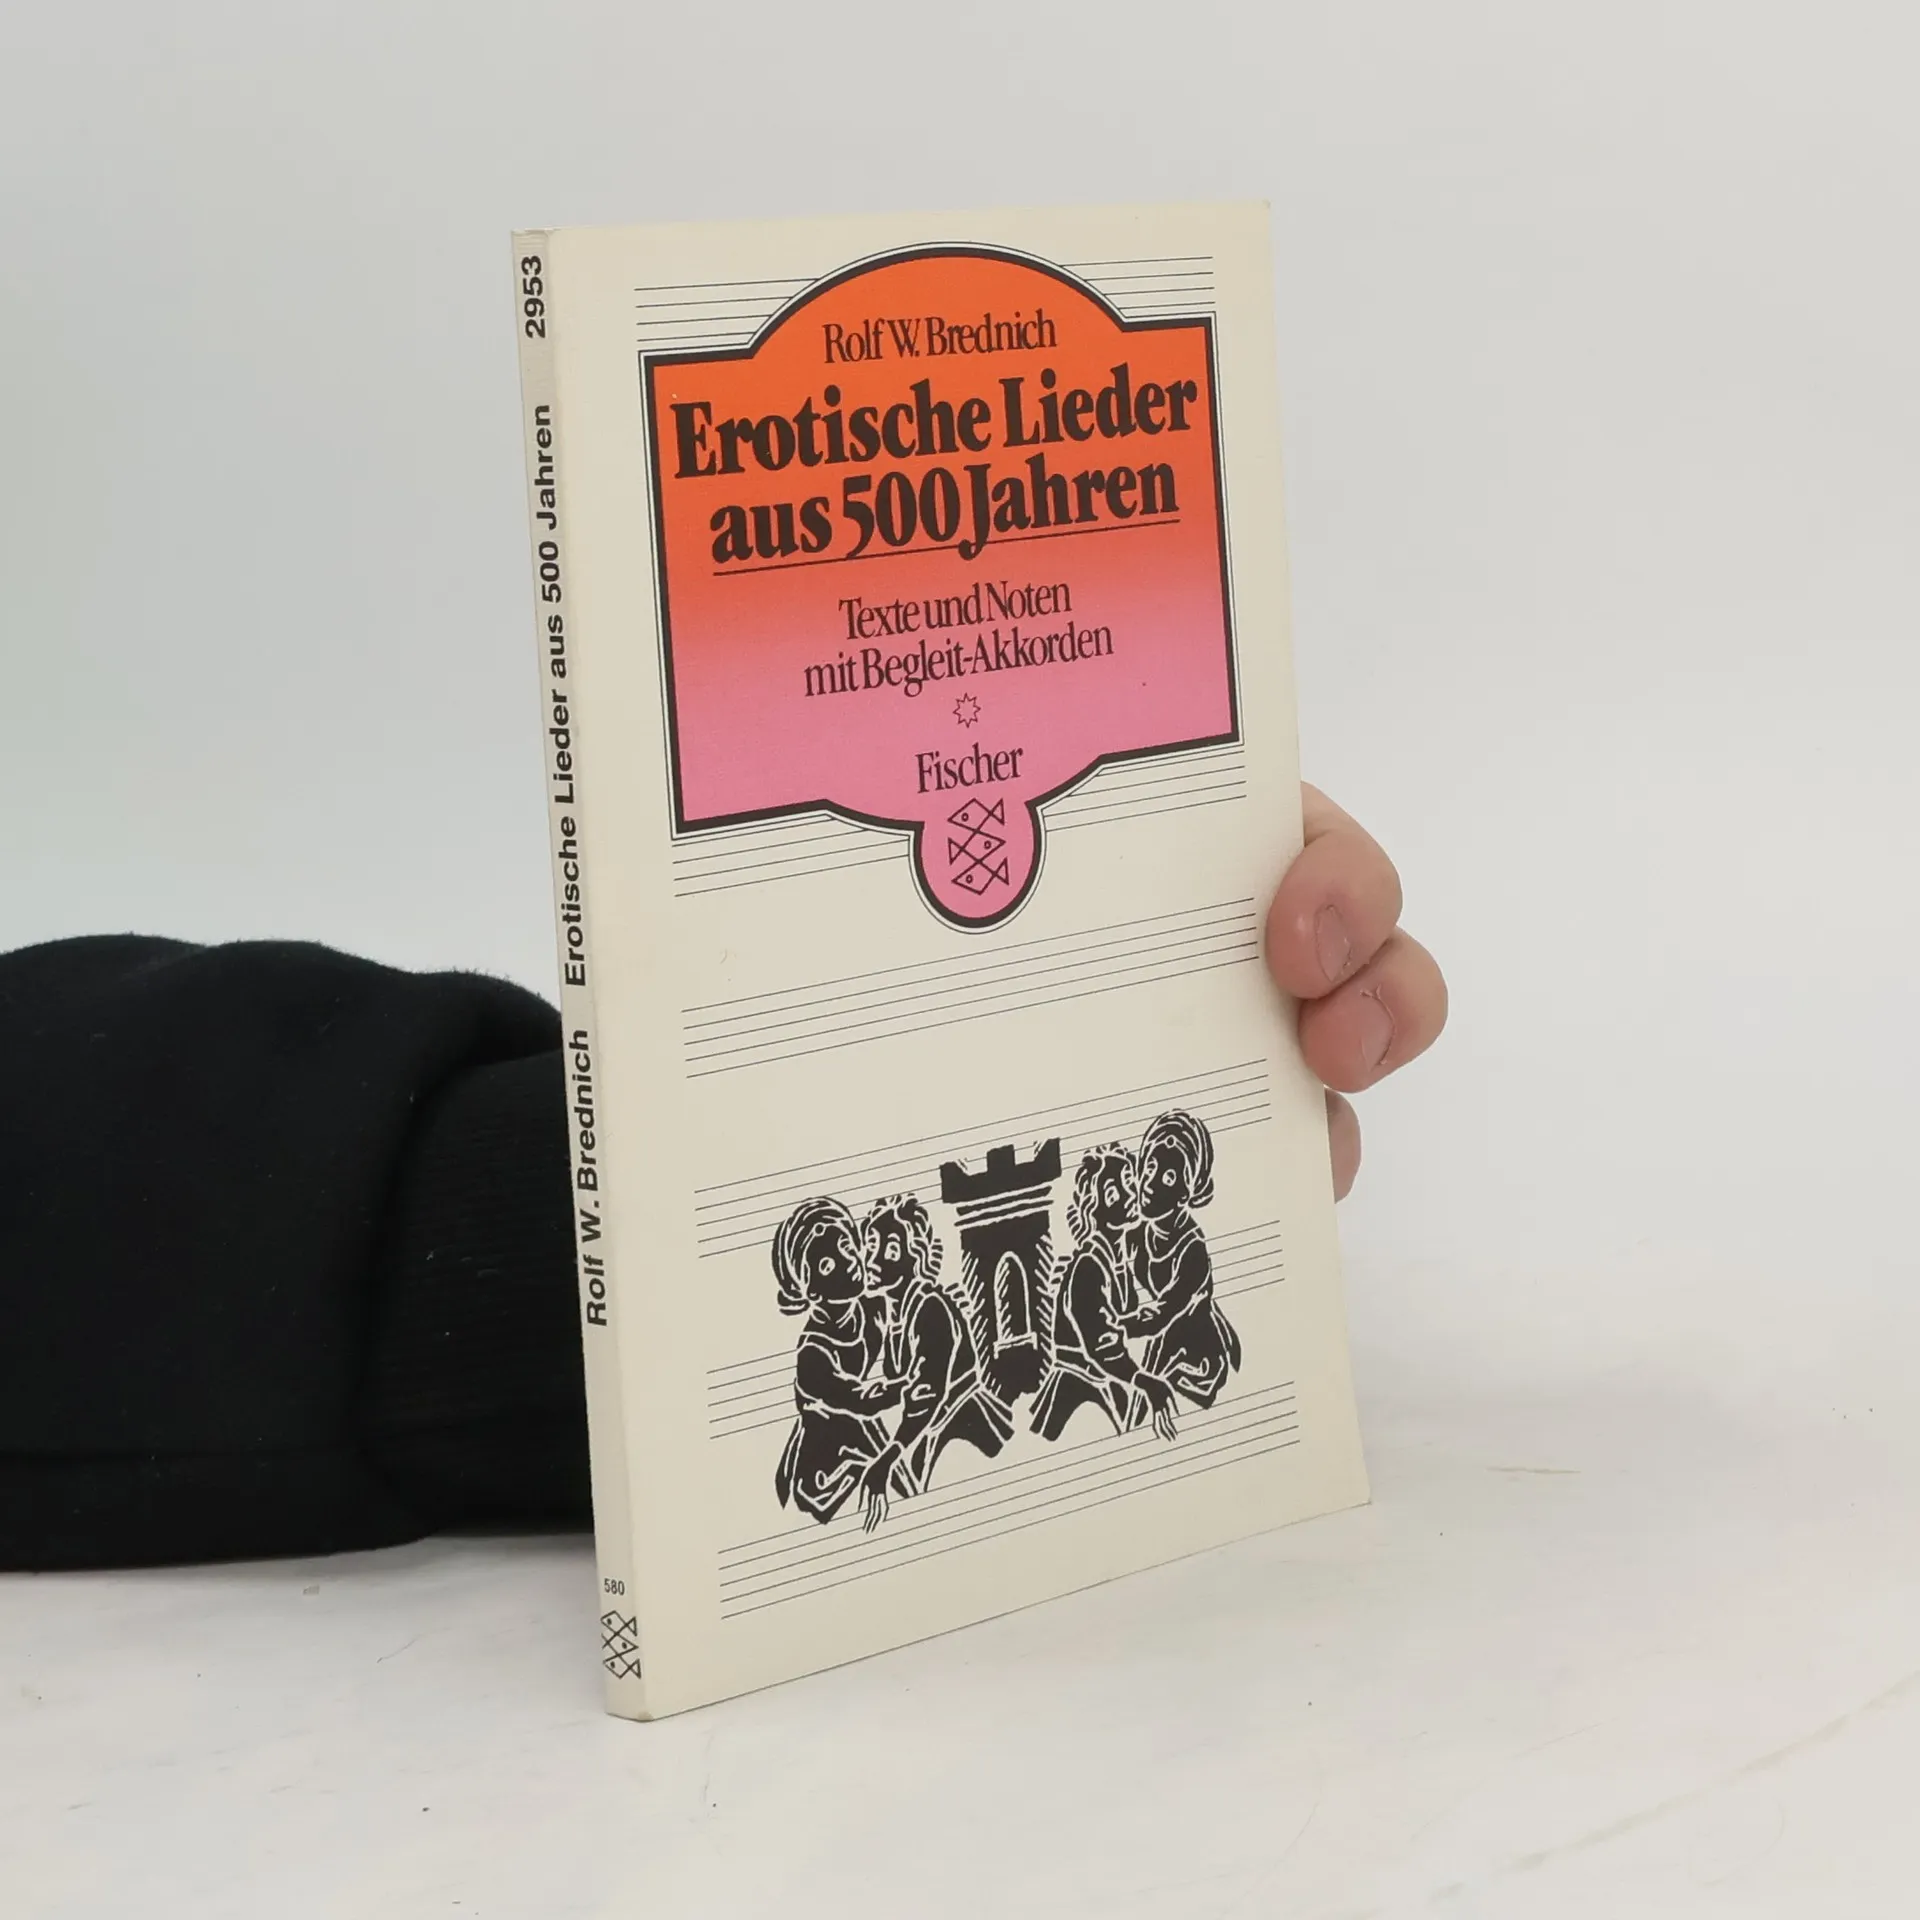 Rolf W. Brednich
Erotische Lieder
aus 500 Jahren
Texte und Noten
mit Begleit-Akkorden
Fischer
Rolf W. Brednich Erotische Lieder aus 500 Jahren 2953
580